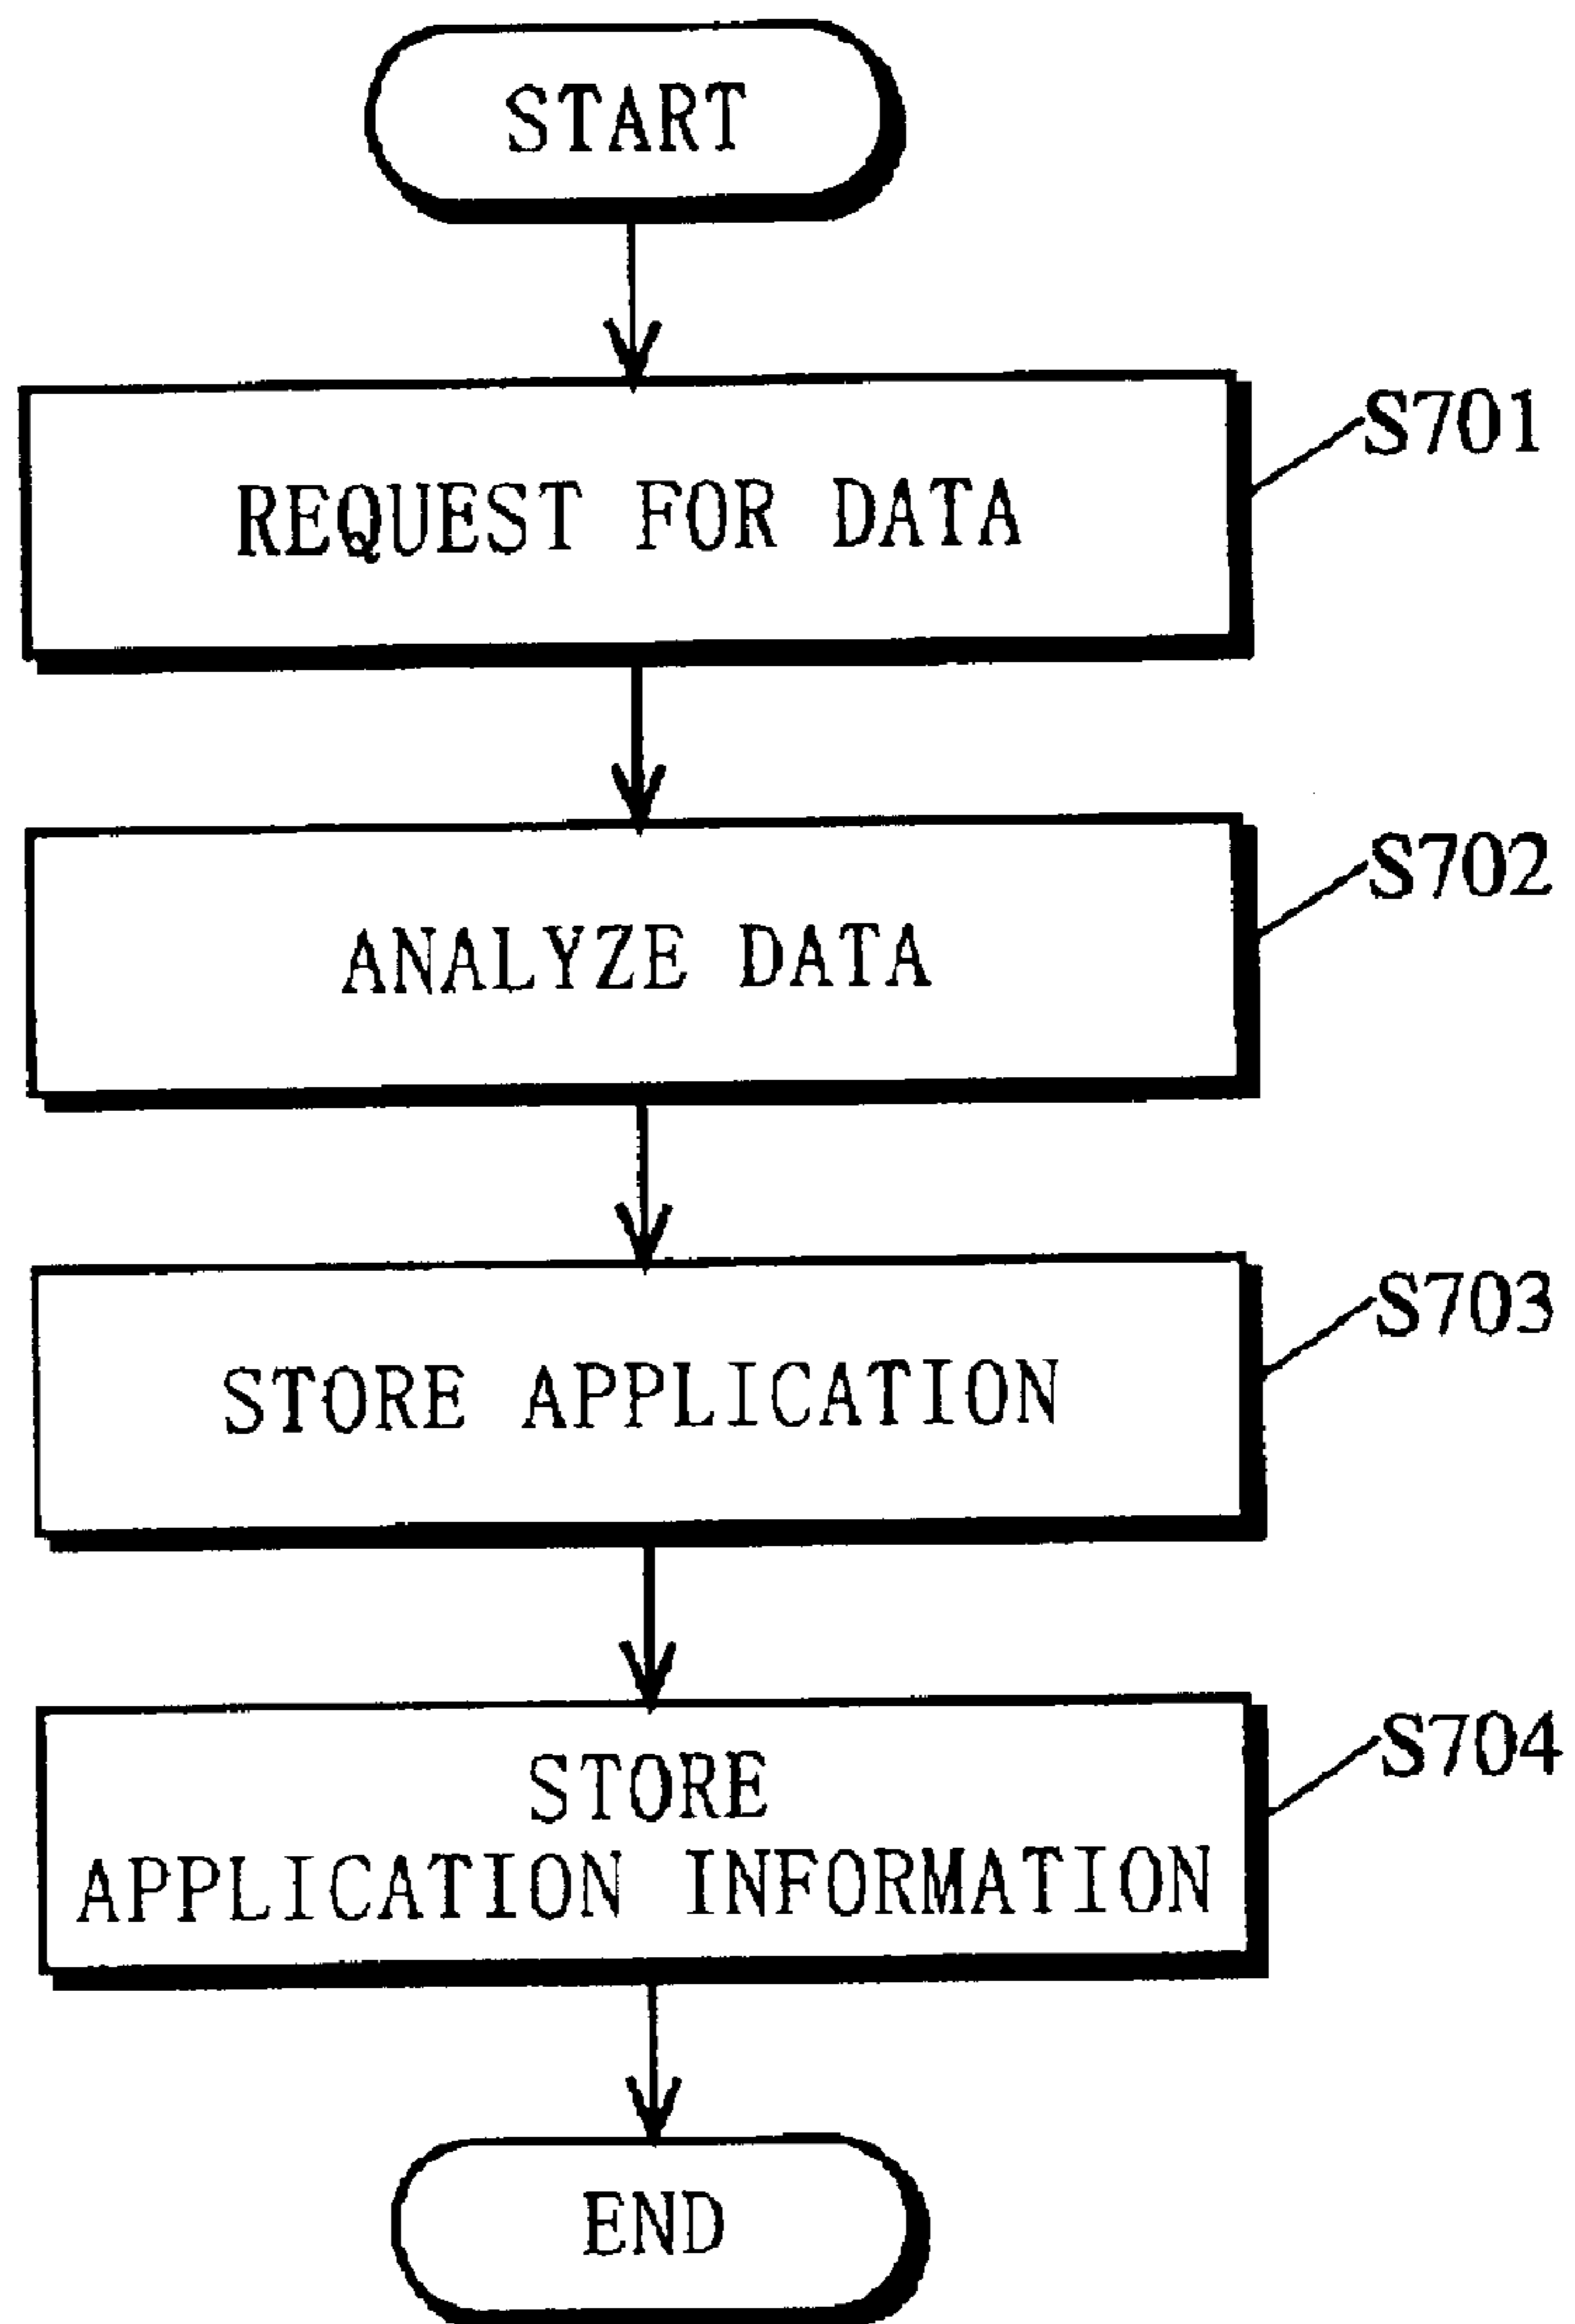 START
REQUEST FOR DATA
S701
ANALYZE DATA
S702
STORE APPLICATION
S703
STORE
APPLICATION INFORMATION
S704
END